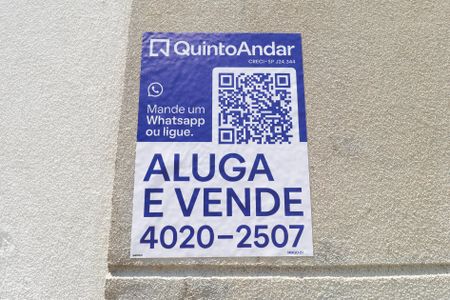 QuintoAndar
CRECI-SP J24.344
Mande um
Whatsapp
ou ligue.
ALUGA
E VENDE
4020-2507